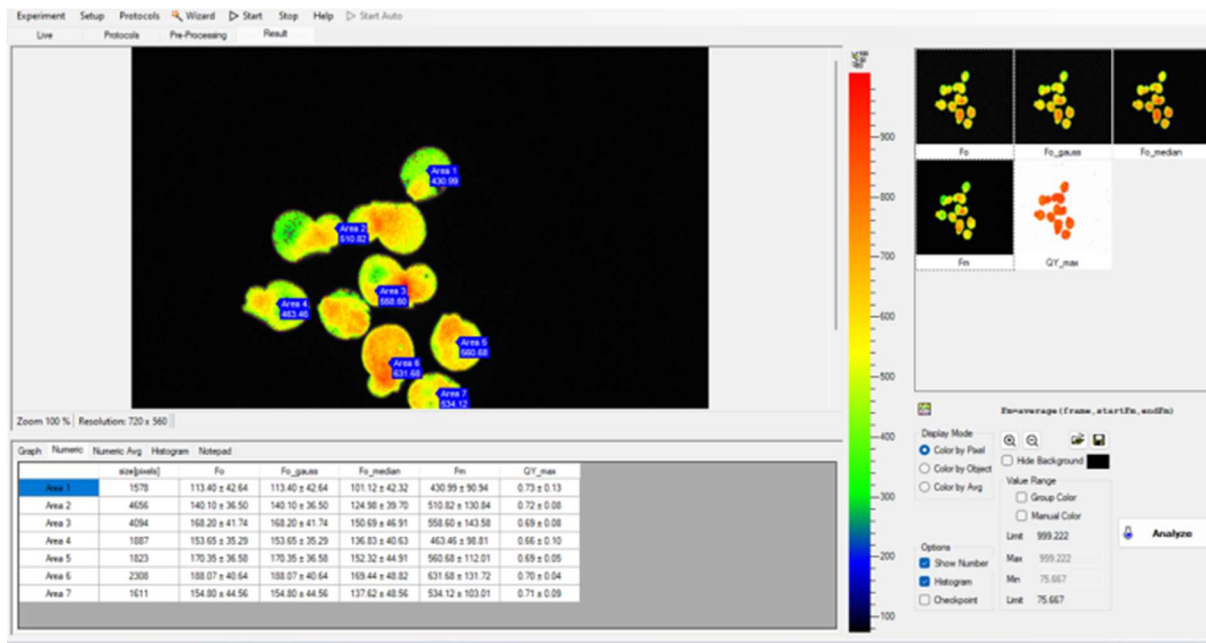 Experiment Setup Protocols Wizard Start Stop Help Start Auto
Live Protocols Pre-Processing Result
Area 1
430.99
Area 2
510.82
Area 3
558.60
Area 4
463.46
Area 5
560.68
Area 6
631.68
Area 7
534.12
900
800
700
600
500
400
300
200
100
Fo Fo_gauss Fo_median
Fm QY_max
Zoom 100 % Resolution: 720 x 560
Fm=average(frame,startFm,endFm)
Graph Numeric Numeric Avg Histogram Notepad
size[pixels] Fo Fo_gauss Fo_median Fm QY_max
Area 1 1578 113.40 ± 42.64 113.40 ± 42.64 101.12 ± 42.32 430.99 ± 90.94 0.73 ± 0.13
Area 2 4656 140.10 ± 36.50 140.10 ± 36.50 124.98 ± 39.70 510.82 ± 130.84 0.72 ± 0.08
Area 3 4094 168.20 ± 41.74 168.20 ± 41.74 150.69 ± 46.91 558.60 ± 143.58 0.69 ± 0.08
Area 4 1887 153.65 ± 35.29 153.65 ± 35.29 136.83 ± 40.63 463.46 ± 98.81 0.66 ± 0.10
Area 5 1823 170.35 ± 36.58 170.35 ± 36.58 152.32 ± 44.91 560.68 ± 112.01 0.69 ± 0.05
Area 6 2308 188.07 ± 40.64 188.07 ± 40.64 169.44 ± 48.82 631.68 ± 131.72 0.70 ± 0.04
Area 7 1611 154.80 ± 44.56 154.80 ± 44.56 137.62 ± 48.56 534.12 ± 103.01 0.71 ± 0.09
Display Mode
Color by Pixel
Color by Object
Color by Avg
Options
Show Number
Histogram
Checkpoint
Hide Background
Value Range
Group Color
Manual Color
Limit 999.222
Max 999.222
Min 75.667
Limit 75.667
Analyze